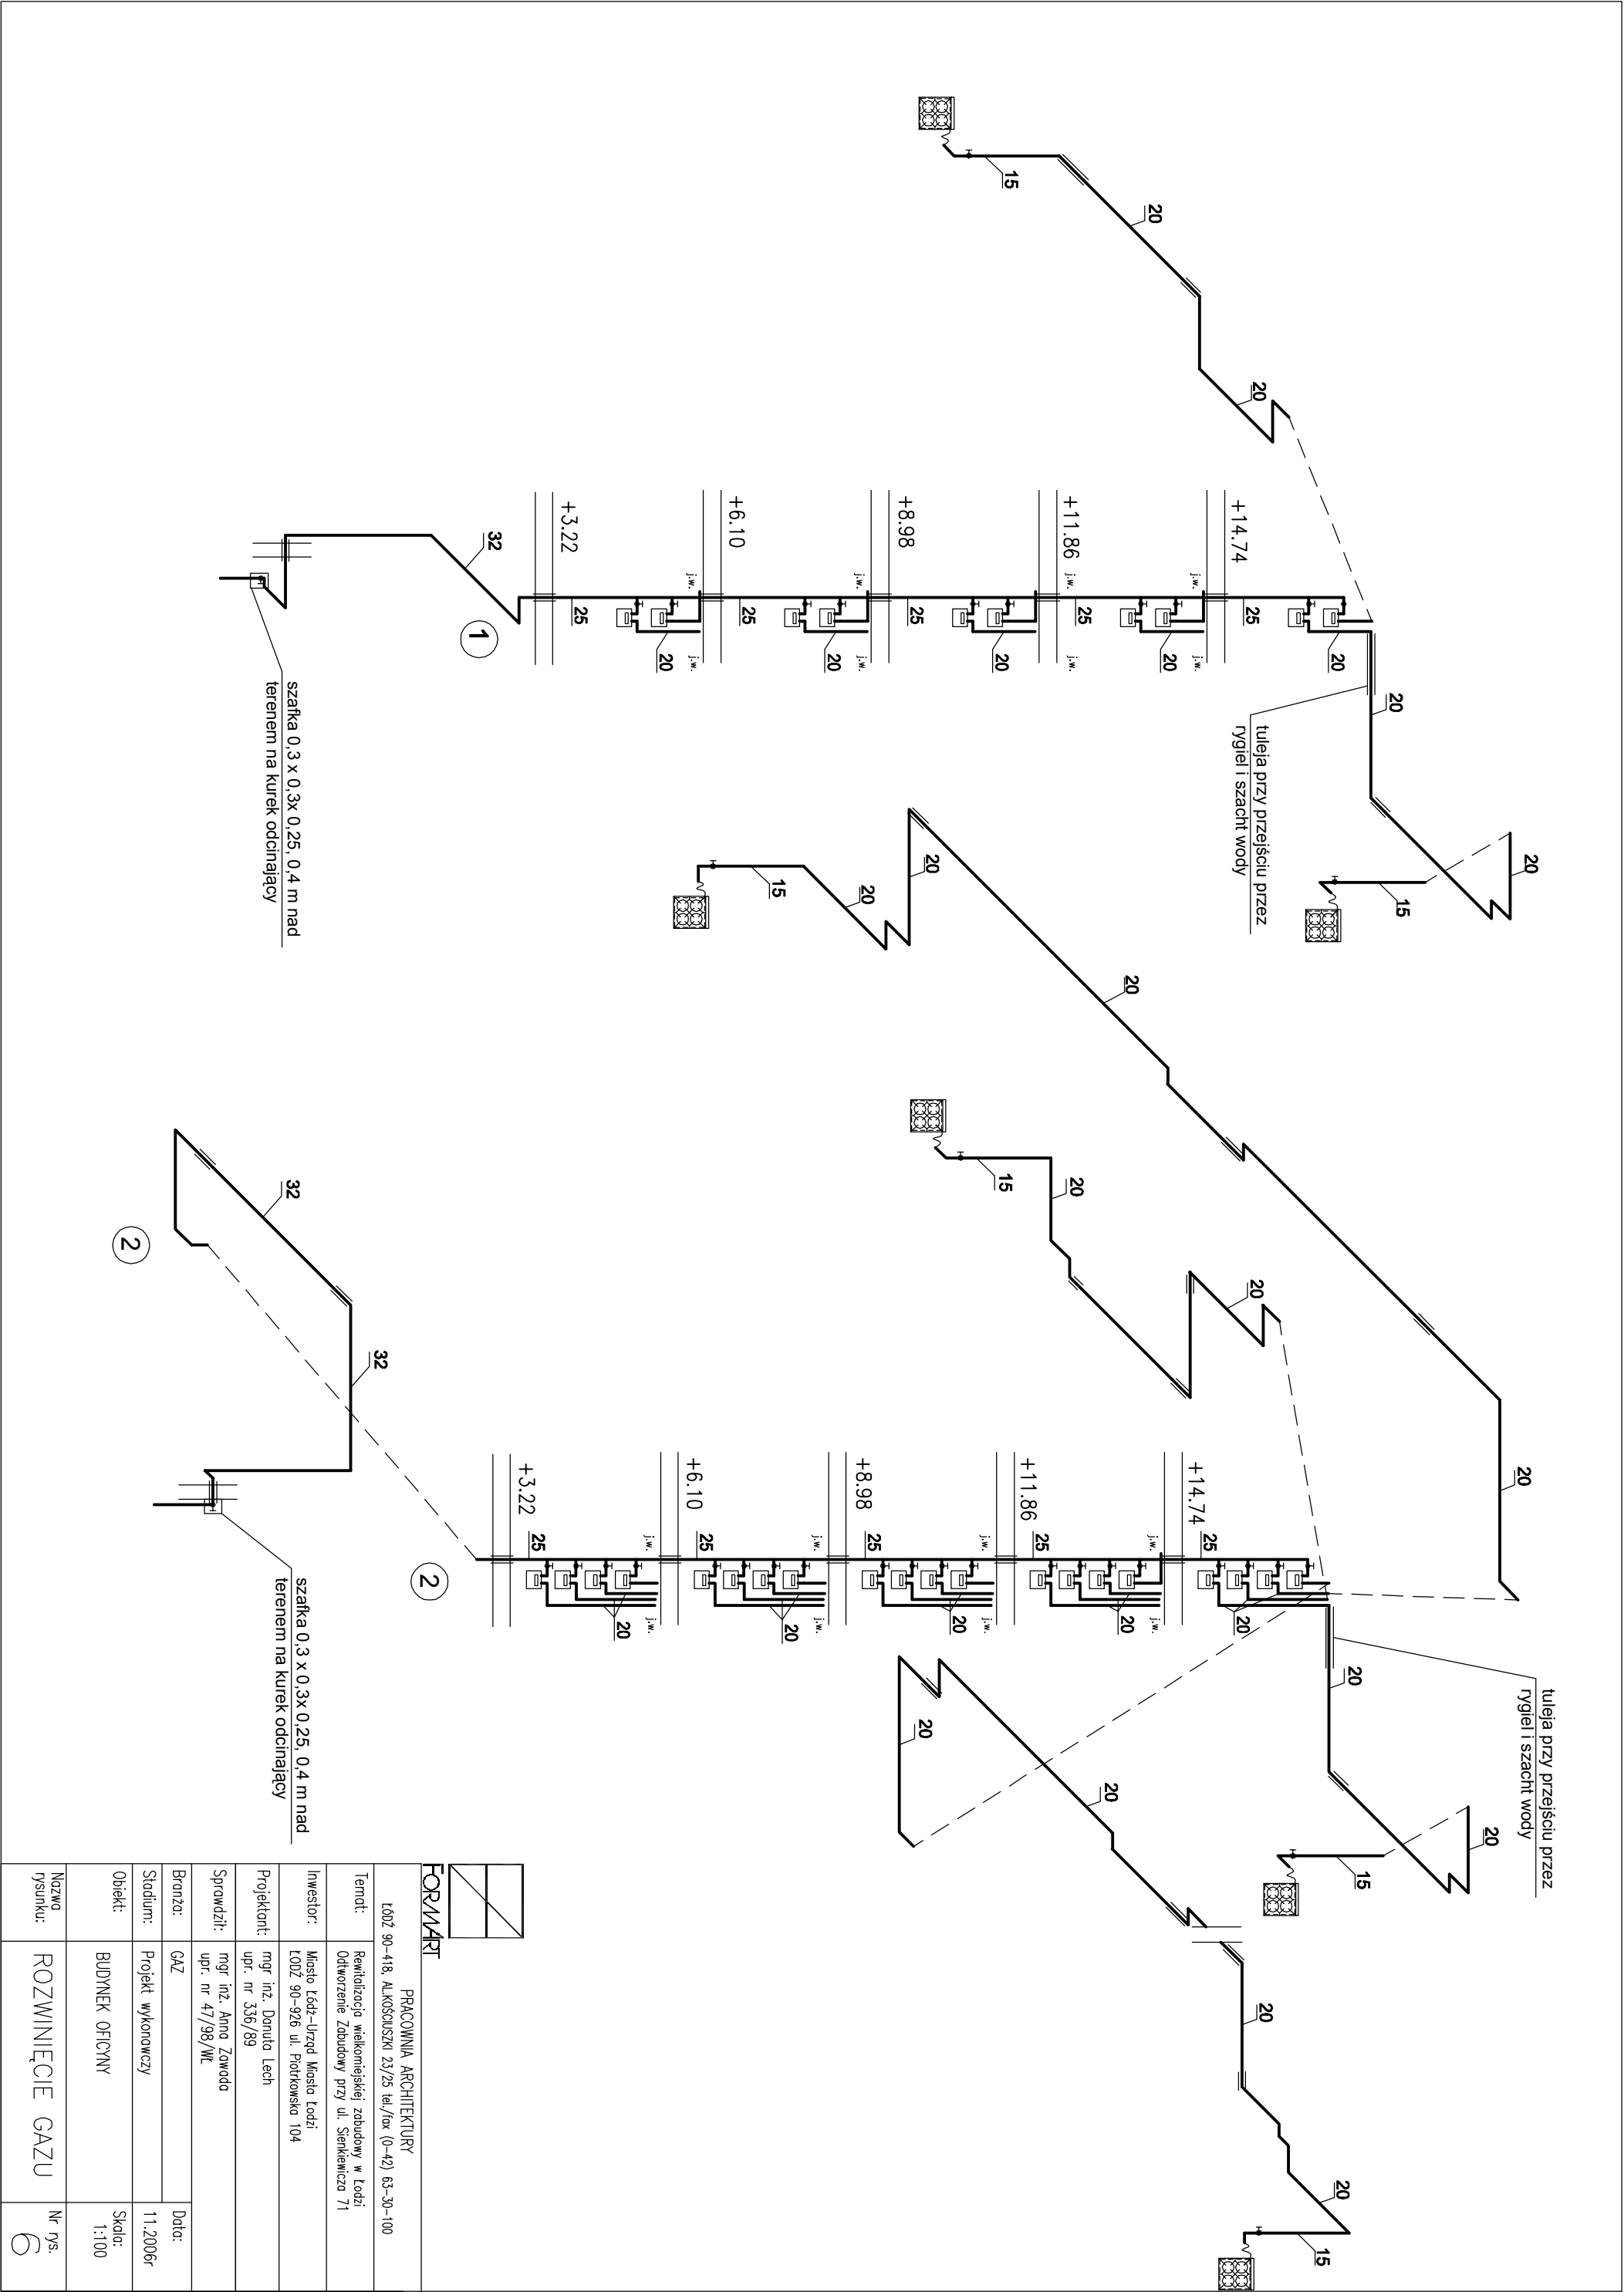 15
20
20
+3.22
+6.10
+8.98
+11.86
+14.74
j.w.
j.w.
j.w.
j.w.
25
25
25
25
25
20
20
20
20
20
j.w.
j.w.
j.w.
j.w.
32
1
szafka 0,3 x 0,3x 0,25, 0,4 m nad
terenem na kurek odcinający
tuleja przy przejściu przez
rygiel i szacht wody
20
20
15
15
20
20
20
20
15
20
20
32
32
2
+3.22
+6.10
+8.98
+11.86
+14.74
j.w.
j.w.
j.w.
j.w.
25
25
25
25
25
20
20
20
20
20
j.w.
j.w.
j.w.
j.w.
2
szafka 0,3 x 0,3x 0,25, 0,4 m nad
terenem na kurek odcinający
tuleja przy przejściu przez
rygiel i szacht wody
20
20
15
20
20
20
20
15
FORMART
PRACOWNIA ARCHITEKTURY
ŁÓDŹ 90-418, AL.KOŚCIUSZKI 23/25 tel./fax (0-42) 63-30-100
Temat: Rewitalizacja wielkomiejskiej zabudowy w Łodzi
Odtworzenie Zabudowy przy ul. Sienkiewicza 71
Inwestor: Miasto Łódź-Urząd Miasta Łodzi
ŁÓDŹ 90-926 ul. Piotrkowska 104
Projektant: mgr inż. Danuta Lech
upr. nr 336/89
Sprawdził: mgr inż. Anna Zawada
upr. nr 47/98/WŁ
Branża: GAZ Data:
Stadium: Projekt wykonawczy 11.2006r
Obiekt: BUDYNEK OFICYNY Skala:
1:100
Nazwa
rysunku: ROZWINIĘCIE GAZU Nr rys.
6